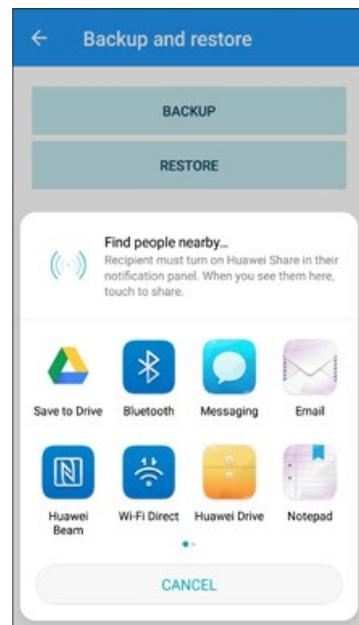 Backup and restore
BACKUP
RESTORE
Find people nearby...
Recipient must turn on Huawei Share in their
notification panel. When you see them here,
touch to share.
Save to Drive
Bluetooth
Messaging
Email
Huawei
Beam
Wi-Fi Direct
Huawei Drive
Notepad
CANCEL